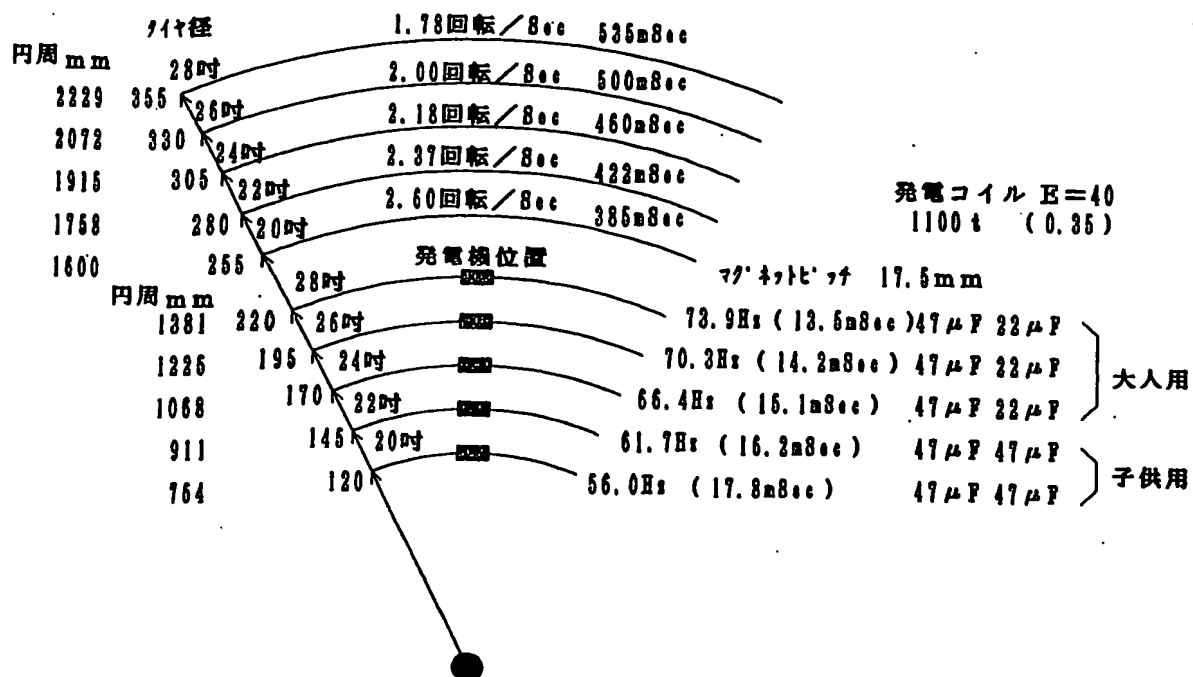 タイヤ径
1.78回転/Sec 535mSec
円周mm
28吋
2.00回転/Sec 500mSec
2229 355
26吋
2.18回転/Sec 460mSec
2072 330
24吋
2.37回転/Sec 422mSec
1915 305
22吋
2.60回転/Sec 385mSec
発電コイル E=40
1100t (0.35)
1758 280
20吋
1600 255
発電機位置
マグネットピッチ 17.5mm
円周mm
28吋
1381 220
73.9Hz (13.5mSec) 47μF 22μF
26吋
1225 195
70.3Hz (14.2mSec) 47μF 22μF
24吋
大人用
1068 170
66.4Hz (15.1mSec) 47μF 22μF
22吋
911 145
61.7Hz (16.2mSec) 47μF 47μF
20吋
子供用
754 120
56.0Hz (17.8mSec) 47μF 47μF